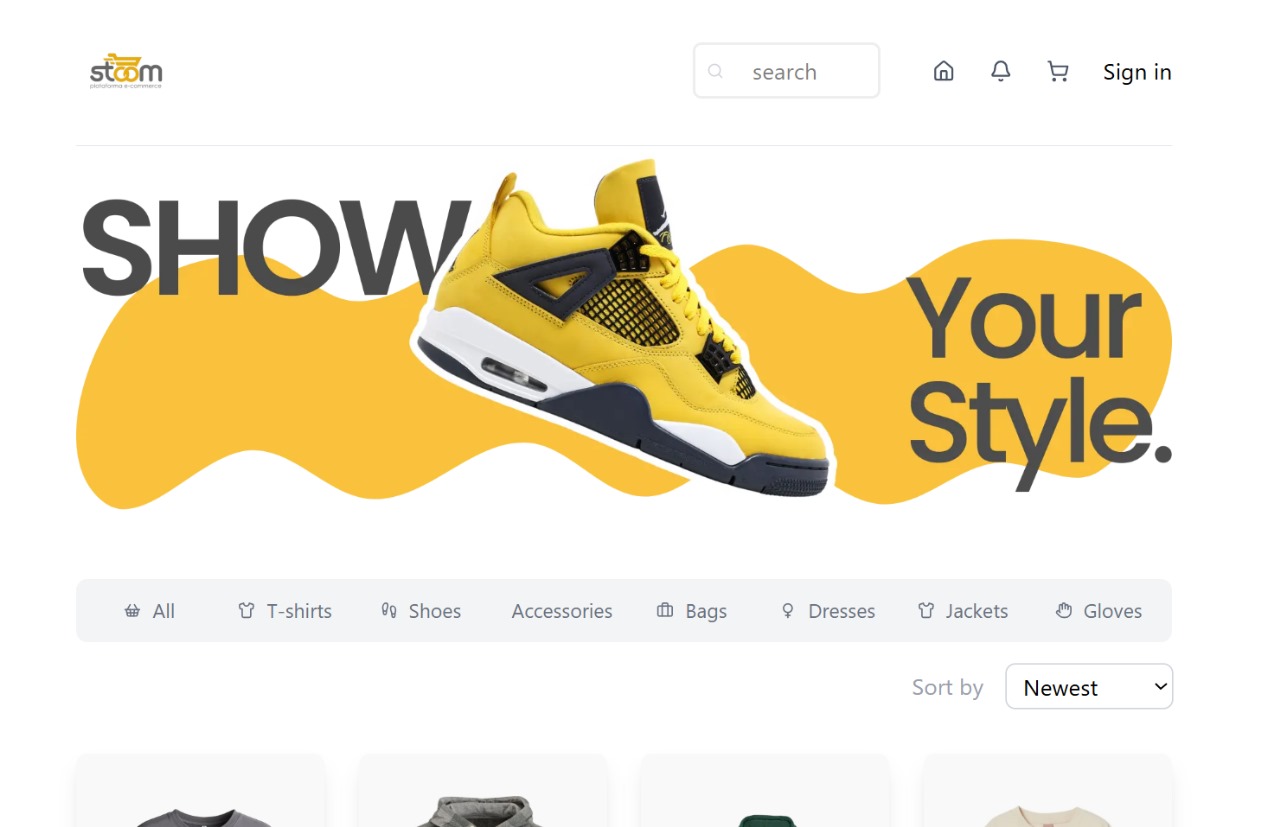 stoom
plataforma e-commerce
search
Sign in
SHOW
Your
Style.
All
T-shirts
Shoes
Accessories
Bags
Dresses
Jackets
Gloves
Sort by
Newest